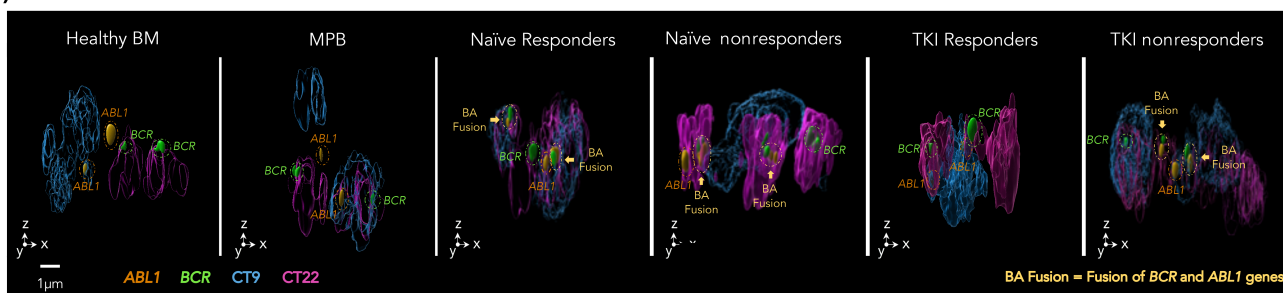 Healthy BM
MPB
Naïve Responders
Naïve nonresponders
TKI Responders
TKI nonresponders
ABL1
BCR
BCR
ABL1
z
y x
1µm
ABL1
BCR
ABL1
BCR
z
y x
BA
Fusion
BCR
ABL1
BA
Fusion
z
y x
ABL1
BA
Fusion
BA
Fusion
BCR
z
y
BCR
ABL1
ABL1
BCR
z
y x
BA
Fusion
BCR
BA
Fusion
ABL1
z
y x
ABL1 BCR CT9 CT22
BA Fusion = Fusion of BCR and ABL1 genes